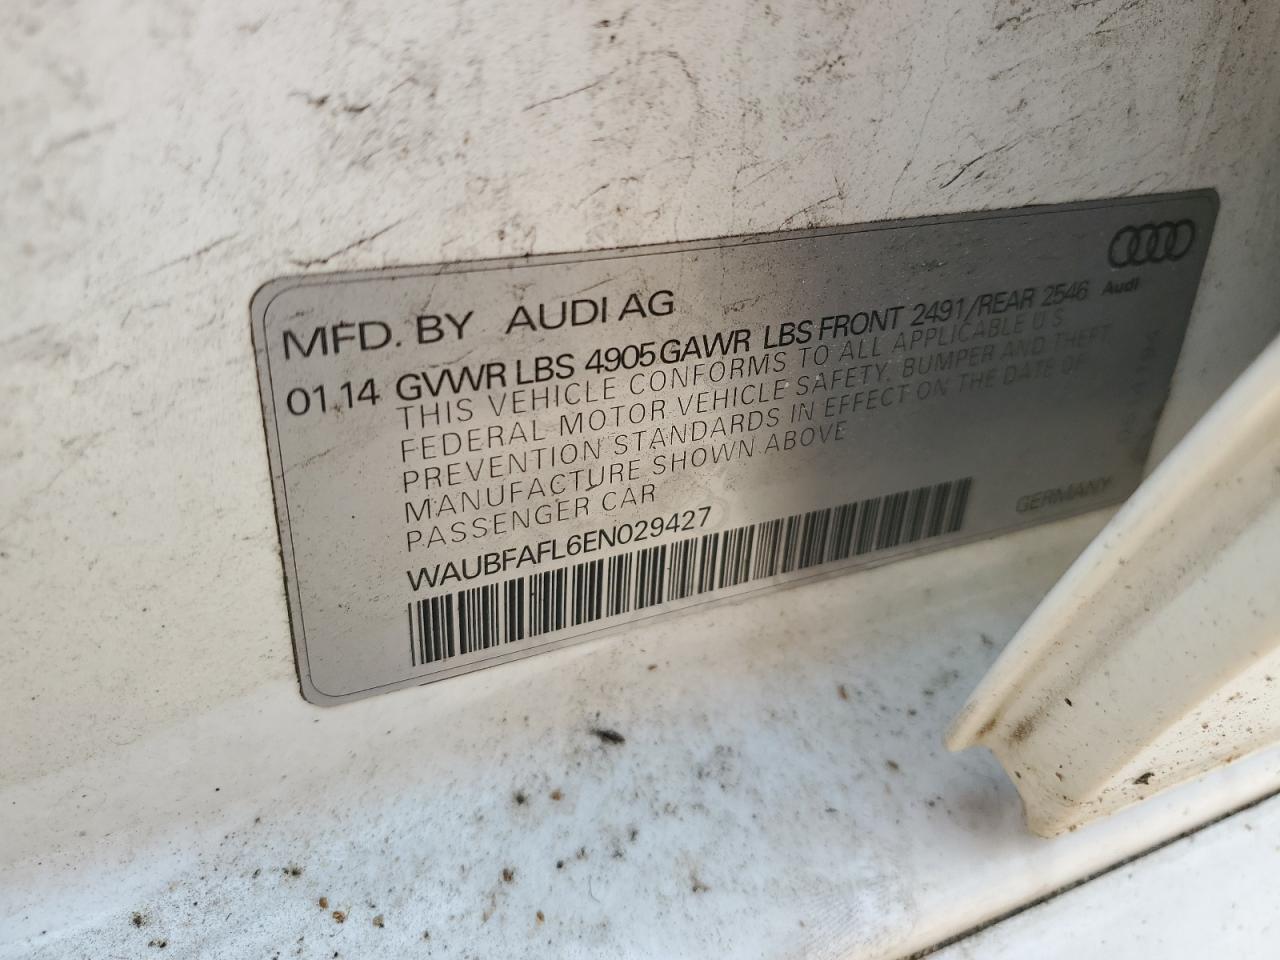 MFD. BY AUDI AG
01.14 GVWR LBS 4905 GAWR LBS FRONT 2491/REAR 2546
THIS VEHICLE CONFORMS TO ALL APPLICABLE U S
FEDERAL MOTOR VEHICLE SAFETY, BUMPER AND THEFT
PREVENTION STANDARDS IN EFFECT ON THE DATE OF
MANUFACTURE SHOWN ABOVE
PASSENGER CAR
WAUBFAFL6EN029427
Audi
GERMANY